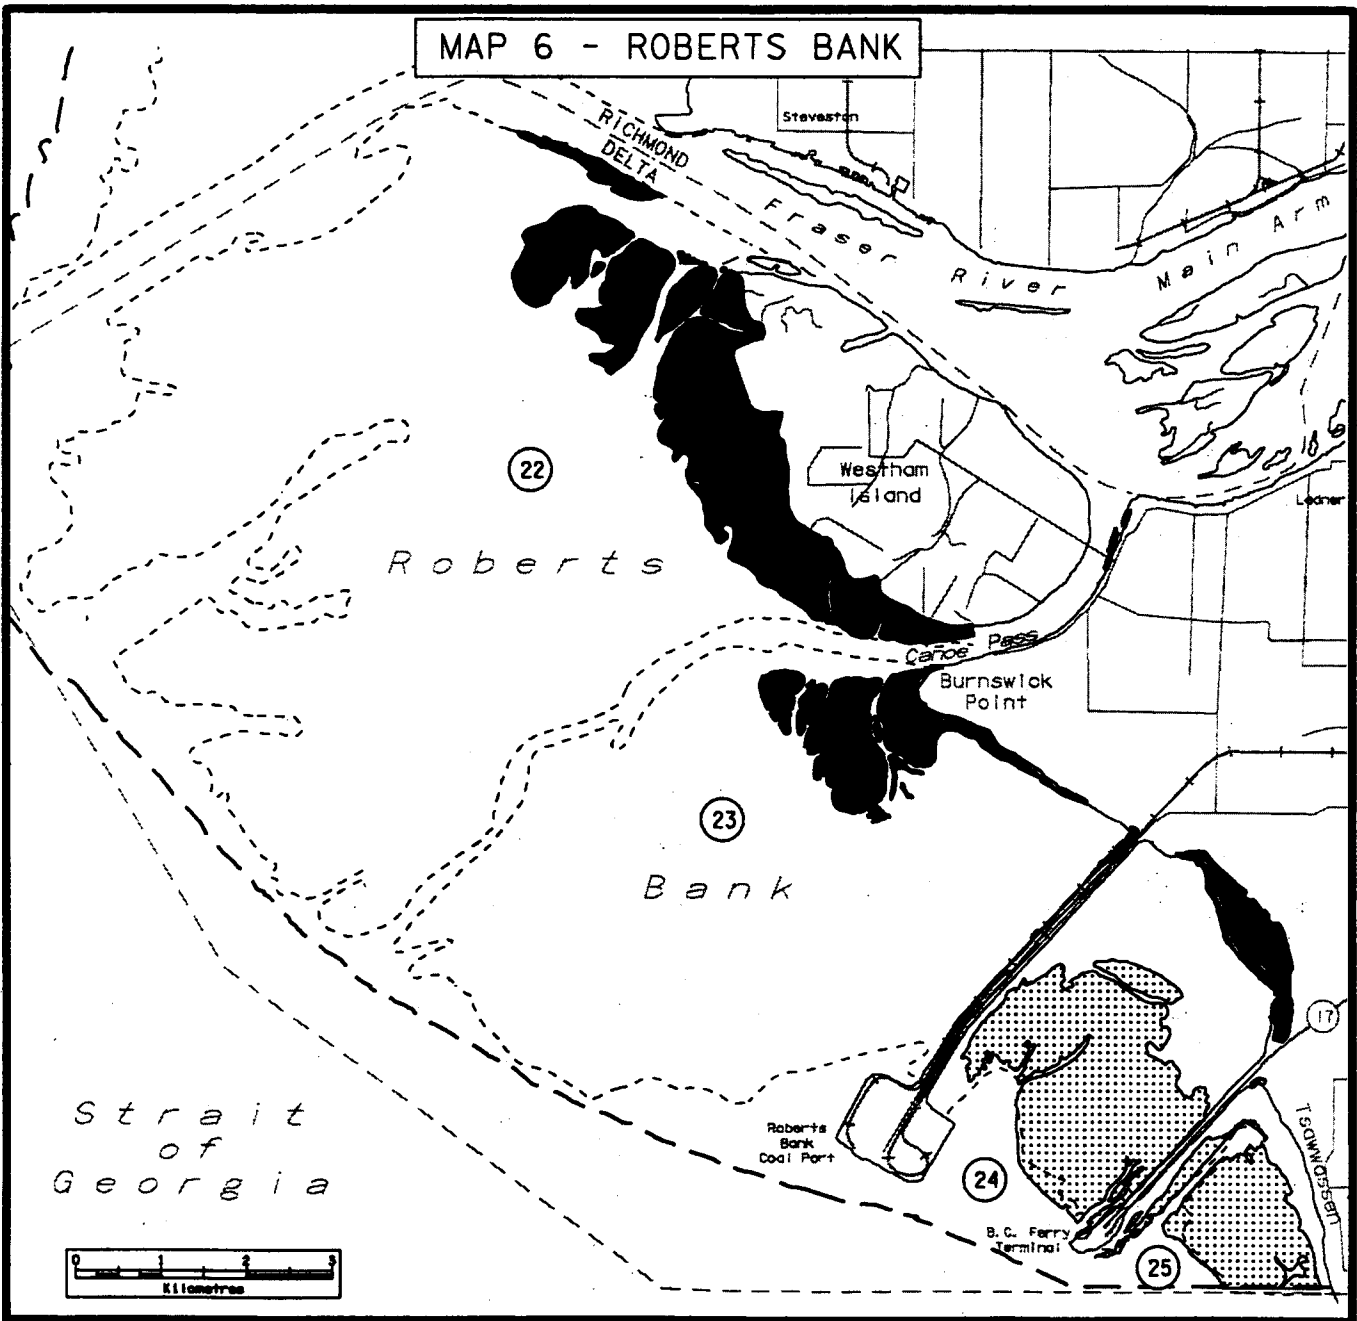 MAP 6 - ROBERTS BANK
Steveston
RICHMOND
DELTA
Fraser River
Main Arm
22
Westham
Island
Ladner
Roberts
Canoe Pass
Burnswick
Point
23
Bank
17
Strait
of
Georgia
Roberts
Bank
Coal Port
24
Tsawwassen
B.C. Ferry
Terminal
25
0 1 2 3
Kilometres